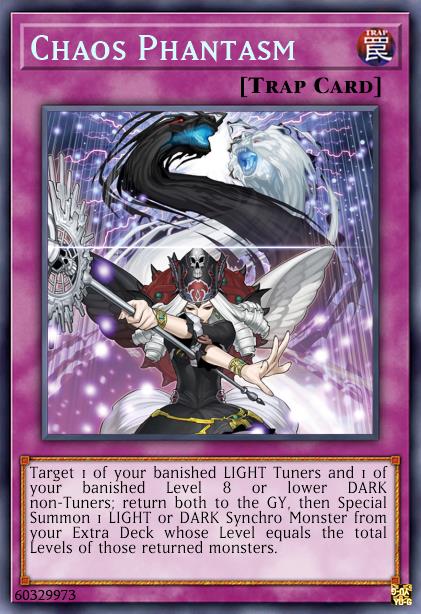 CHAOS PHANTASM
TRAP
罠
[TRAP CARD]
Target 1 of your banished LIGHT Tuners and 1 of
your banished Level 8 or lower DARK
non-Tuners; return both to the GY, then Special
Summon 1 LIGHT or DARK Synchro Monster from
your Extra Deck whose Level equals the total
Levels of those returned monsters.
60329973